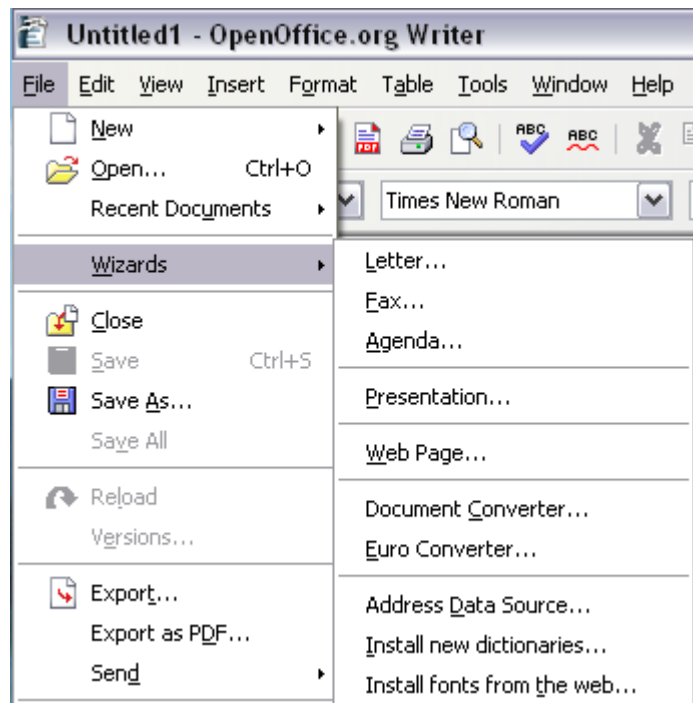 Untitled1 - OpenOffice.org Writer
File Edit View Insert Format Table Tools Window Help
New
Open... Ctrl+O
Recent Documents
PDF
ABC
ABC
Times New Roman
Wizards
Close
Save Ctrl+S
Save As...
Save All
Reload
Versions...
Export...
Export as PDF...
Send
Letter...
Fax...
Agenda...
Presentation...
Web Page...
Document Converter...
Euro Converter...
Address Data Source...
Install new dictionaries...
Install fonts from the web...